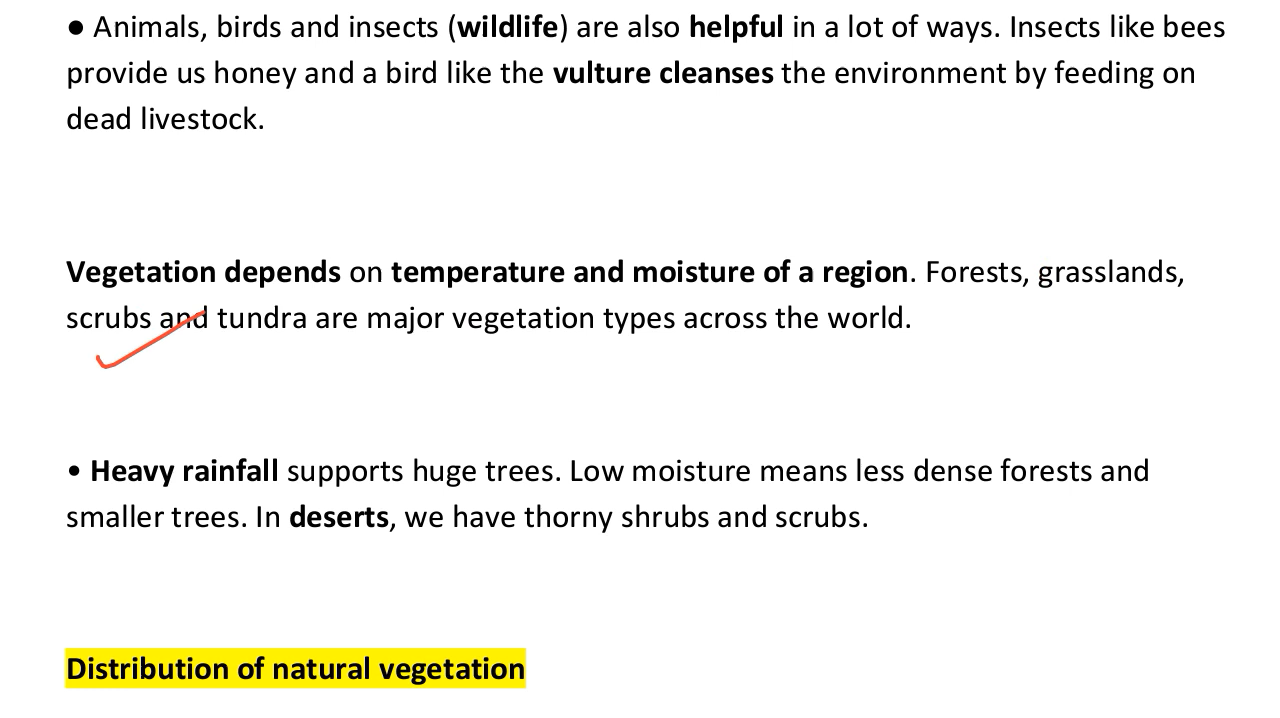 ● Animals, birds and insects (wildlife) are also helpful in a lot of ways. Insects like bees
provide us honey and a bird like the vulture cleanses the environment by feeding on
dead livestock.
Vegetation depends on temperature and moisture of a region. Forests, grasslands,
scrubs and tundra are major vegetation types across the world.
• Heavy rainfall supports huge trees. Low moisture means less dense forests and
smaller trees. In deserts, we have thorny shrubs and scrubs.
Distribution of natural vegetation